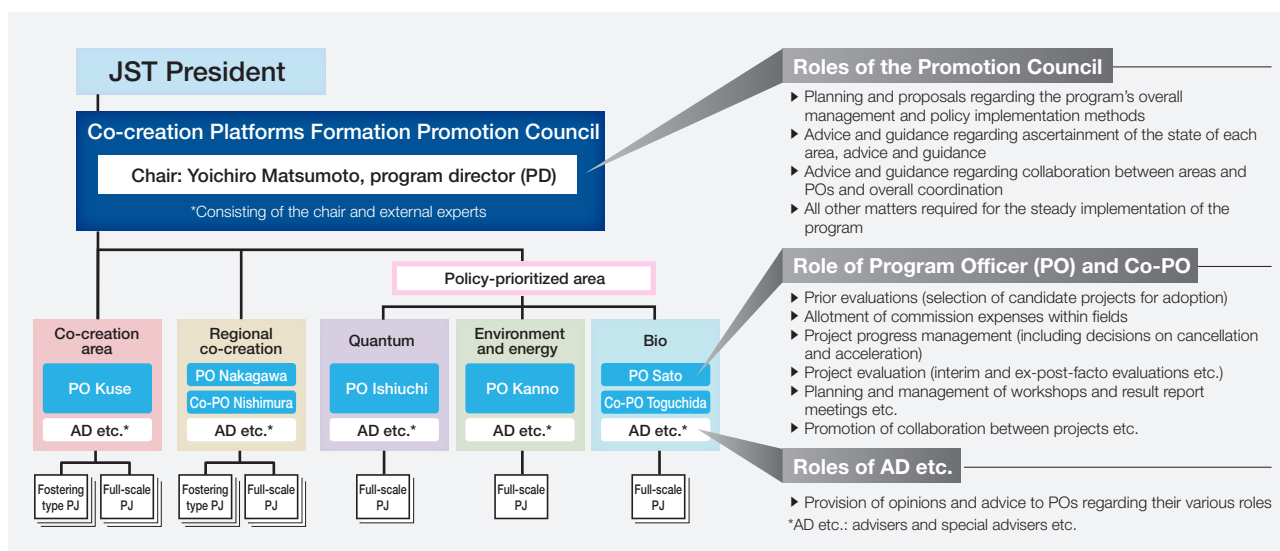 JST President
Co-creation Platforms Formation Promotion Council
Chair: Yoichiro Matsumoto, program director (PD)
*Consisting of the chair and external experts
Policy-prioritized area
Co-creation
area
PO Kuse
AD etc.*
Fostering
type PJ
Full-scale
PJ
Regional
co-creation
PO Nakagawa
Co-PO Nishimura
AD etc.*
Fostering
type PJ
Full-scale
PJ
Quantum
PO Ishiuchi
AD etc.*
Full-scale
PJ
Environment
and energy
PO Kanno
AD etc.*
Full-scale
PJ
Bio
PO Sato
Co-PO Toguchida
AD etc.*
Full-scale
PJ
Roles of the Promotion Council
▶ Planning and proposals regarding the program's overall
management and policy implementation methods
▶ Advice and guidance regarding ascertainment of the state of each
area, advice and guidance
▶ Advice and guidance regarding collaboration between areas and
POs and overall coordination
▶ All other matters required for the steady implementation of the
program
Role of Program Officer (PO) and Co-PO
▶ Prior evaluations (selection of candidate projects for adoption)
▶ Allotment of commission expenses within fields
▶ Project progress management (including decisions on cancellation
and acceleration)
▶ Project evaluation (interim and ex-post-facto evaluations etc.)
▶ Planning and management of workshops and result report
meetings etc.
▶ Promotion of collaboration between projects etc.
Roles of AD etc.
▶ Provision of opinions and advice to POs regarding their various roles
*AD etc.: advisers and special advisers etc.